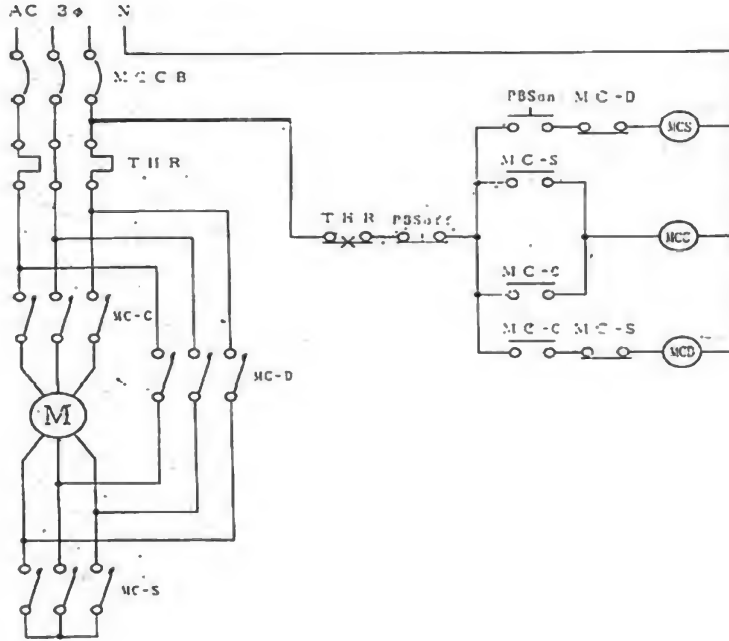 AC 3Φ N
MCCB
PBSon MC-D
MCS
THR
MC-S
THR PBSoff
MCC
MC-C
MC-C
MC-C MC-S
MCD
MC-D
M
MC-S